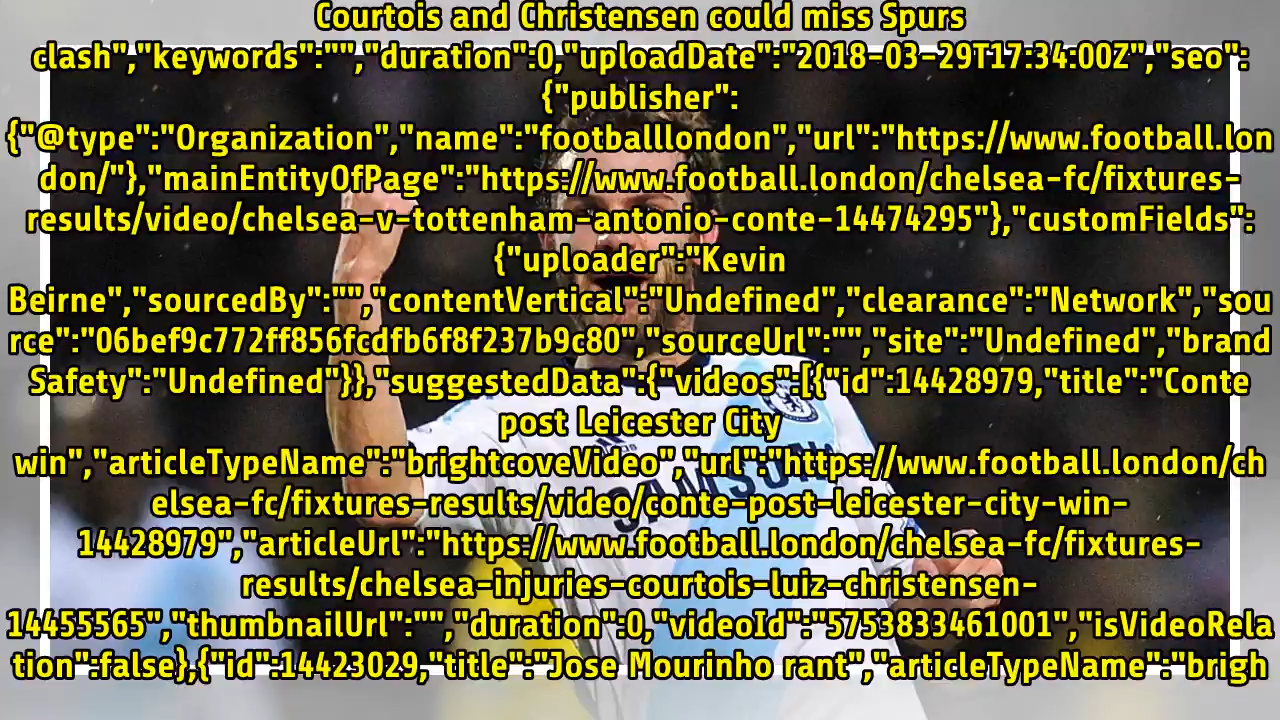 Courtois and Christensen could miss Spurs
clash","keywords":"","duration":0,"uploadDate":"2018-03-29T17:34:00Z","seo":
{"publisher":
{"@type":"Organization","name":"footballlondon","url":"https://www.football.lon
don/"},"mainEntityOfPage":"https://www.football.london/chelsea-fc/fixtures-
results/video/chelsea-v-tottenham-antonio-conte-14474295"},"customFields":
{"uploader":"Kevin
Beirne","sourcedBy":"","contentVertical":"Undefined","clearance":"Network","sou
rce":"06bef9c772ff856fcdfb6f8f237b9c80","sourceUrl":"","site":"Undefined","brand
Safety":"Undefined"}},"suggestedData":{"videos":[{"id":14428979,"title":"Conte
post Leicester City
win","articleTypeName":"brightcoveVideo","url":"https://www.football.london/ch
elsea-fc/fixtures-results/video/conte-post-leicester-city-win-
14428979","articleUrl":"https://www.football.london/chelsea-fc/fixtures-
results/chelsea-injuries-courtois-luiz-christensen-
14455565","thumbnailUrl":"","duration":0,"videoId":"5753833461001","isVideoRela
tion":false},{"id":14423029,"title":"Jose Mourinho rant","articleTypeName":"brigh
SAMSUNG